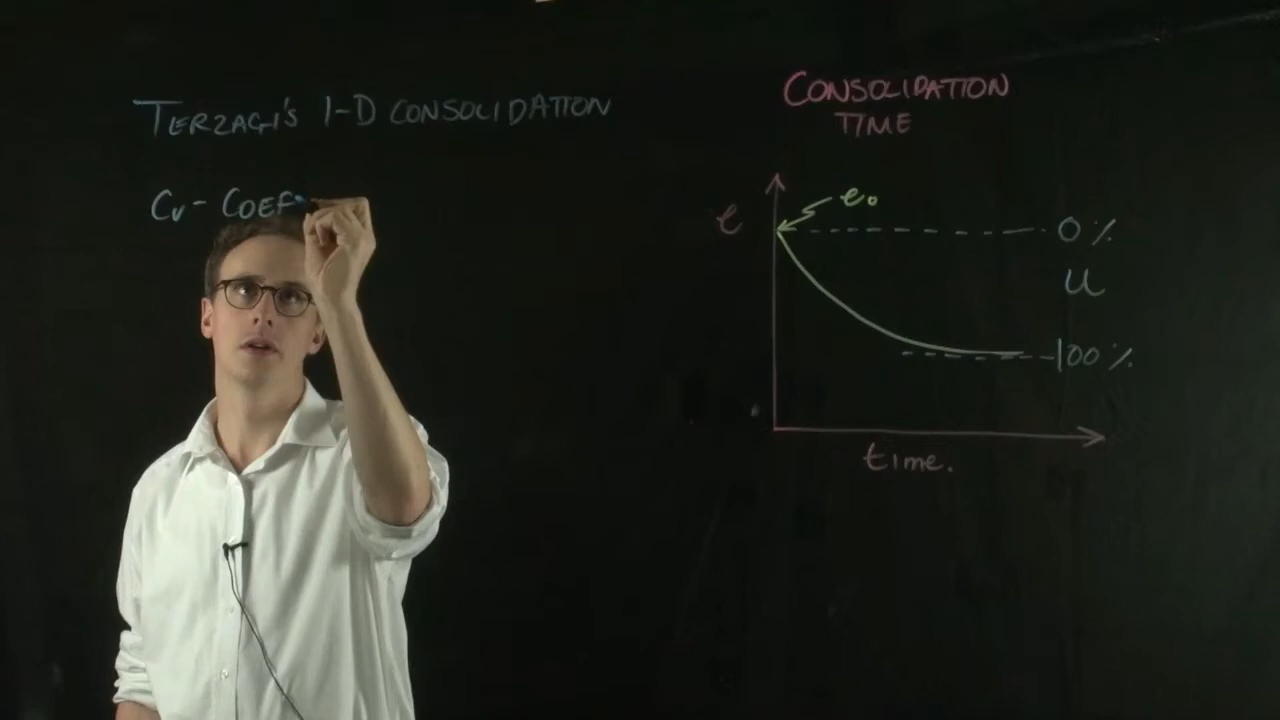 TERZAGI'S 1-D CONSOLIDATION
Cv - COEF
CONSOLIDATION
TIME
e
e₀
0%
U
100%
time.